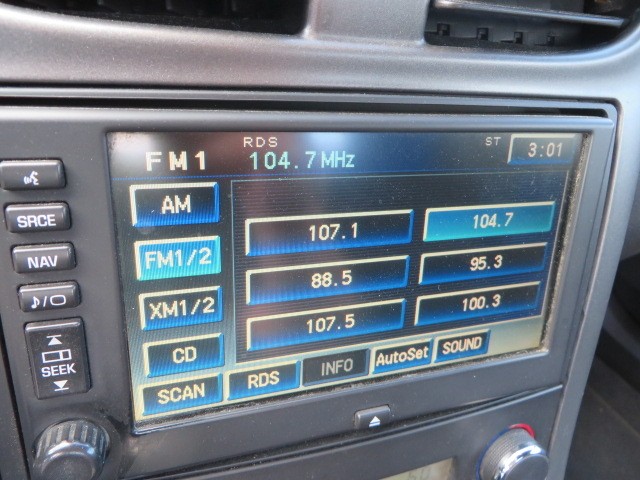 RDS ST
FM1 104.7MHz 3:01
AM
107.1 104.7
SRCE
FM1/2
88.5 95.3
NAV
XM1/2
107.5 100.3
CD
SEEK
SCAN RDS INFO AutoSet SOUND